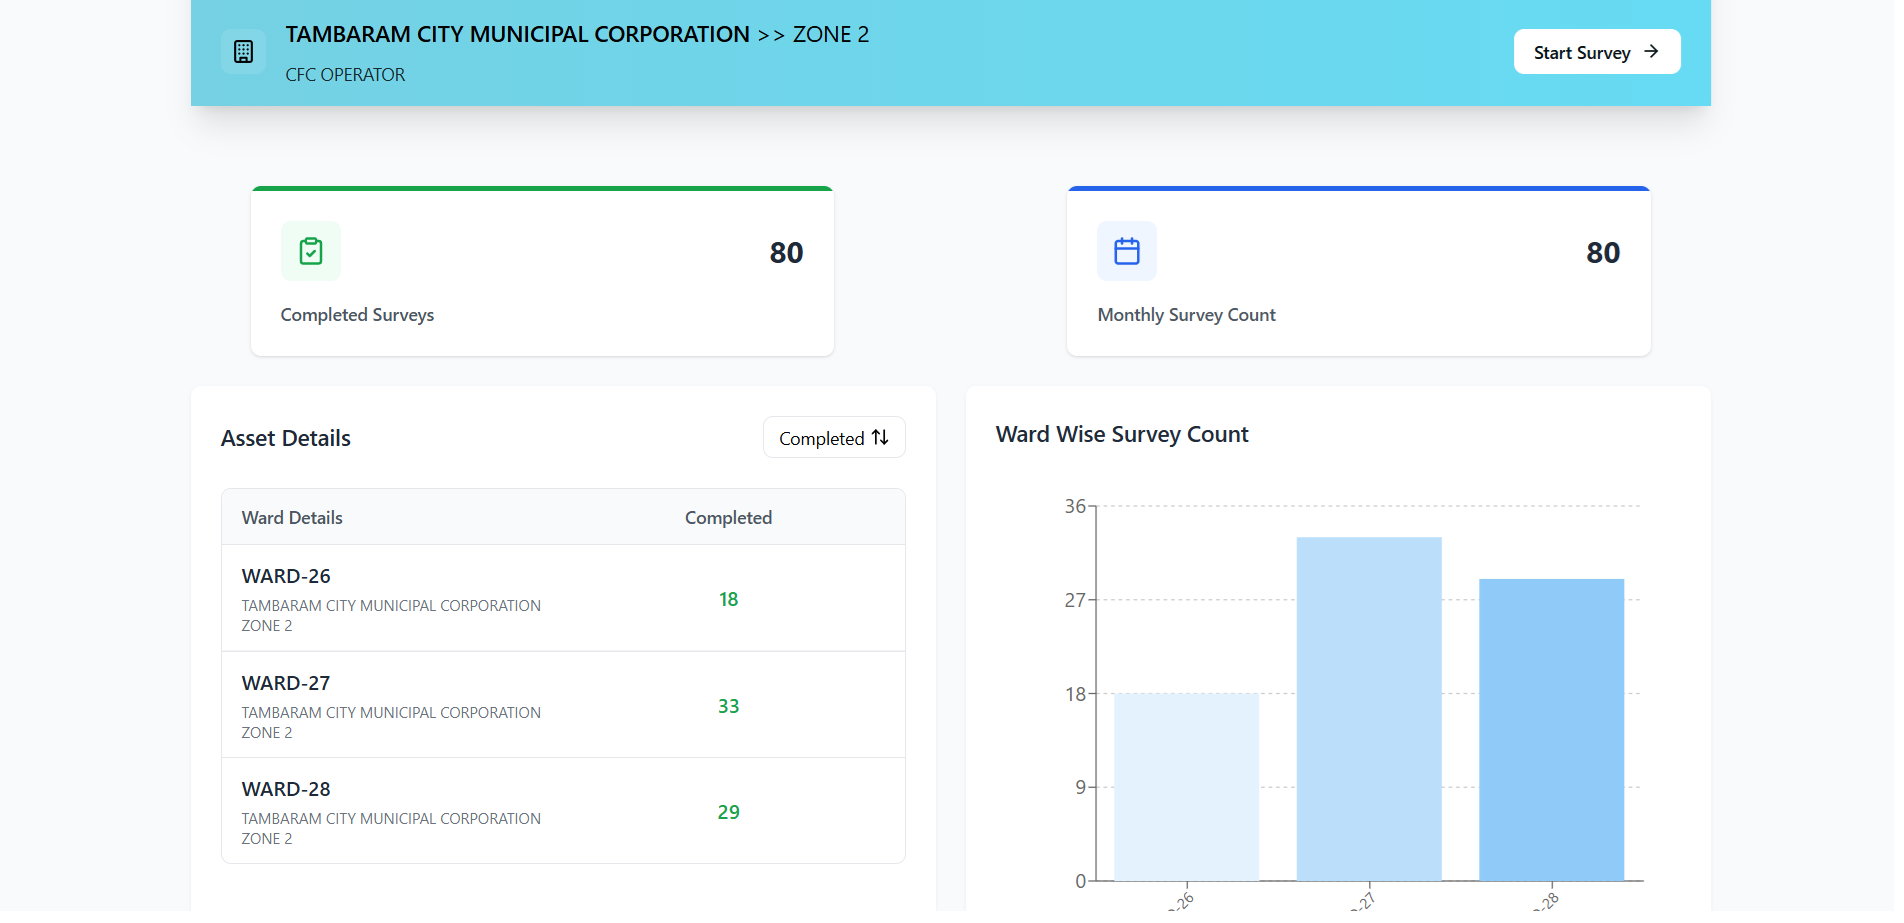 TAMBARAM CITY MUNICIPAL CORPORATION >> ZONE 2
CFC OPERATOR
Start Survey
80
Completed Surveys
80
Monthly Survey Count
Asset Details
Completed
Ward Details Completed
WARD-26
TAMBARAM CITY MUNICIPAL CORPORATION
ZONE 2
18
WARD-27
TAMBARAM CITY MUNICIPAL CORPORATION
ZONE 2
33
WARD-28
TAMBARAM CITY MUNICIPAL CORPORATION
ZONE 2
29
Ward Wise Survey Count
36
27
18
9
0
-26
-27
-28